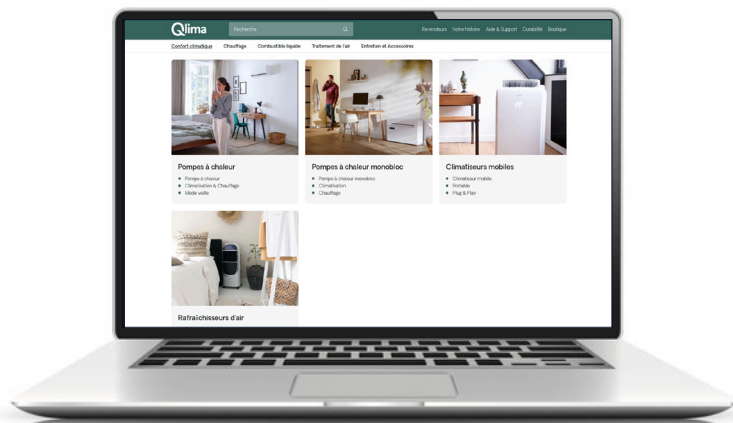 Qlima
Recherche
Revendeurs Notre histoire Aide & Support Durabilité Boutique
Confort climatique Chauffage Combustible liquide Traitement de l'air Entretien et Accessoires
Pompes à chaleur
Pompe à chaleur
Climatisation & Chauffage
Mode veille
Pompes à chaleur monobloc
Pompe à chaleur monobloc
Climatisation
Chauffage
Climatiseurs mobiles
Climatiseur mobile
Portable
Plug & Play
Rafraîchisseurs d'air